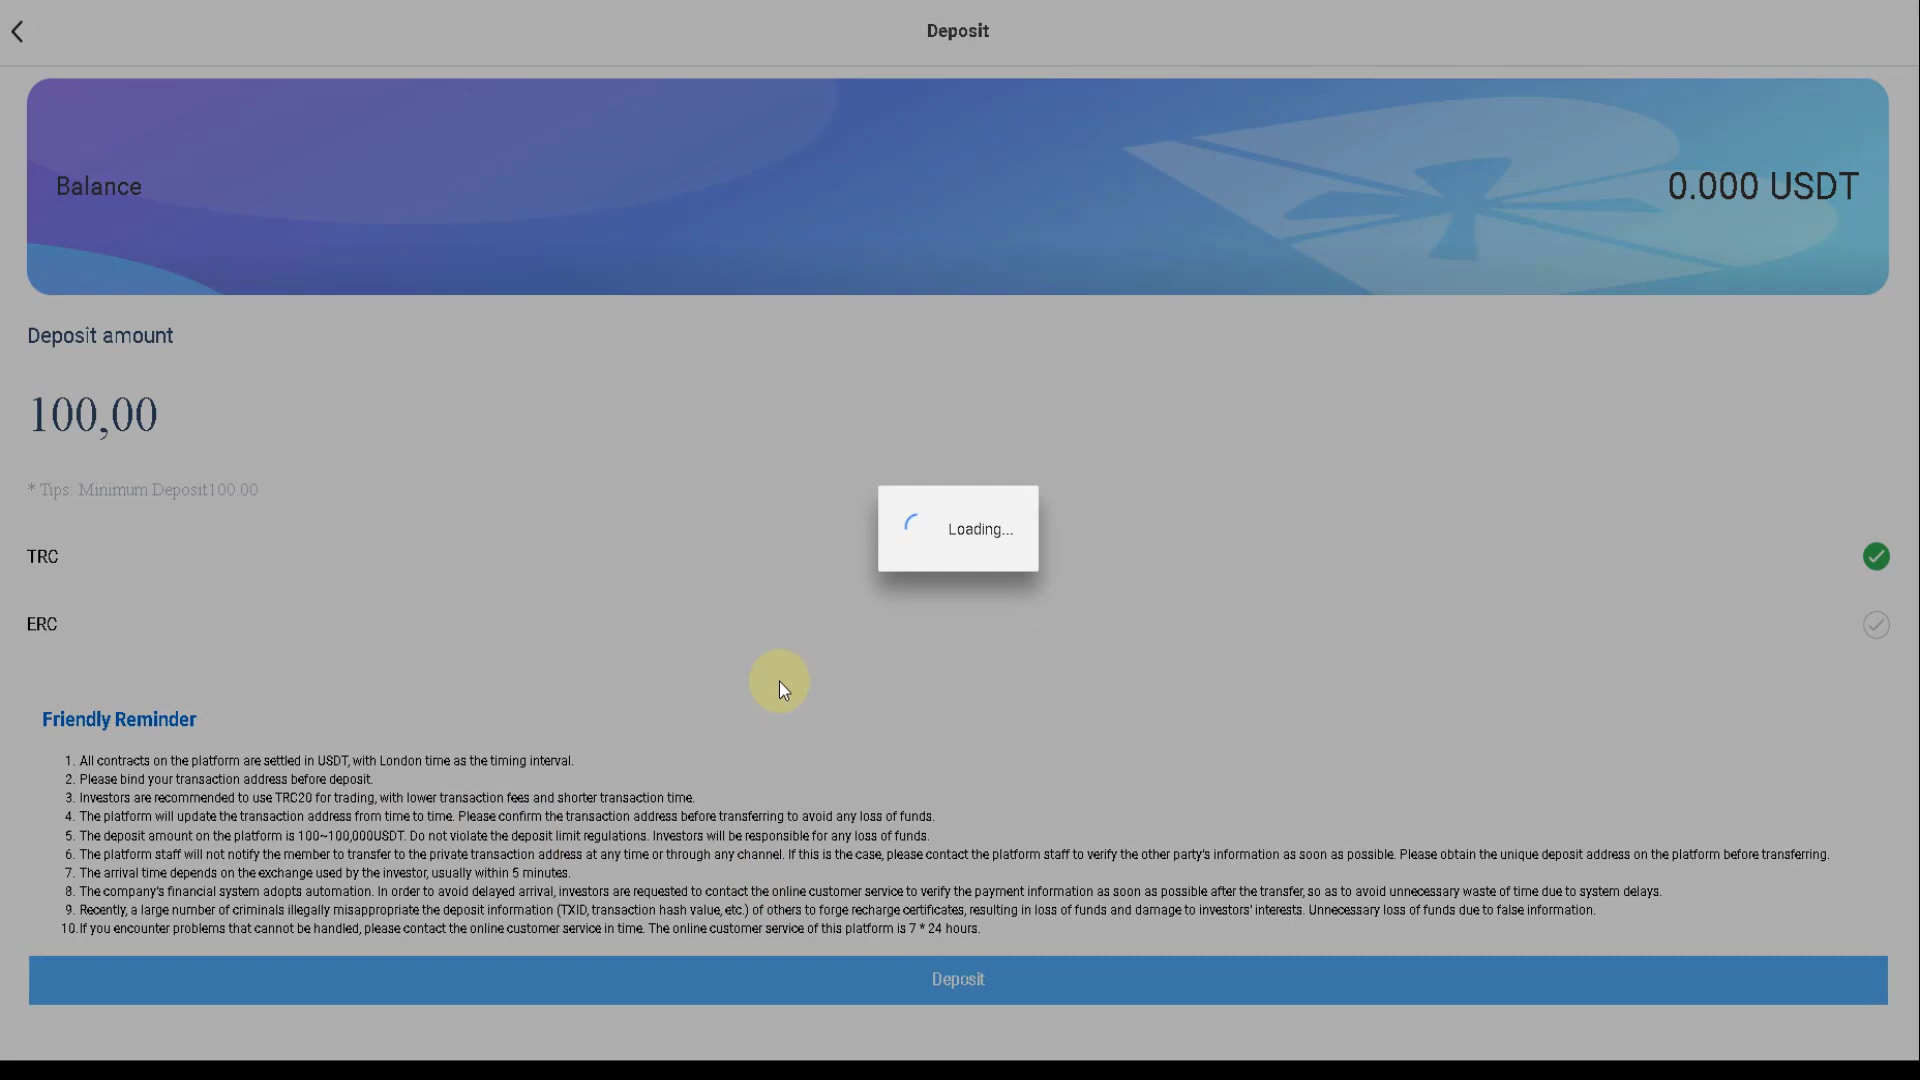 Deposit
Balance
0.000 USDT
Deposit amount
100,00
* Tips: Minimum Deposit100.00
Loading...
TRC
ERC
Friendly Reminder
1. All contracts on the platform are settled in USDT, with London time as the timing interval.
2. Please bind your transaction address before deposit.
3. Investors are recommended to use TRC20 for trading, with lower transaction fees and shorter transaction time.
4. The platform will update the transaction address from time to time. Please confirm the transaction address before transferring to avoid any loss of funds.
5. The deposit amount on the platform is 100~100,000USDT. Do not violate the deposit limit regulations. Investors will be responsible for any loss of funds.
6. The platform staff will not notify the member to transfer to the private transaction address at any time or through any channel. If this is the case, please contact the platform staff to verify the other party's information as soon as possible. Please obtain the unique deposit address on the platform before transferring.
7. The arrival time depends on the exchange used by the investor, usually within 5 minutes.
8. The company's financial system adopts automation. In order to avoid delayed arrival, investors are requested to contact the online customer service to verify the payment information as soon as possible after the transfer, so as to avoid unnecessary waste of time due to system delays.
9. Recently, a large number of criminals illegally misappropriate the deposit information (TXID, transaction hash value, etc.) of others to forge recharge certificates, resulting in loss of funds and damage to investors' interests. Unnecessary loss of funds due to false information.
10. If you encounter problems that cannot be handled, please contact the online customer service in time. The online customer service of this platform is 7 * 24 hours.
Deposit